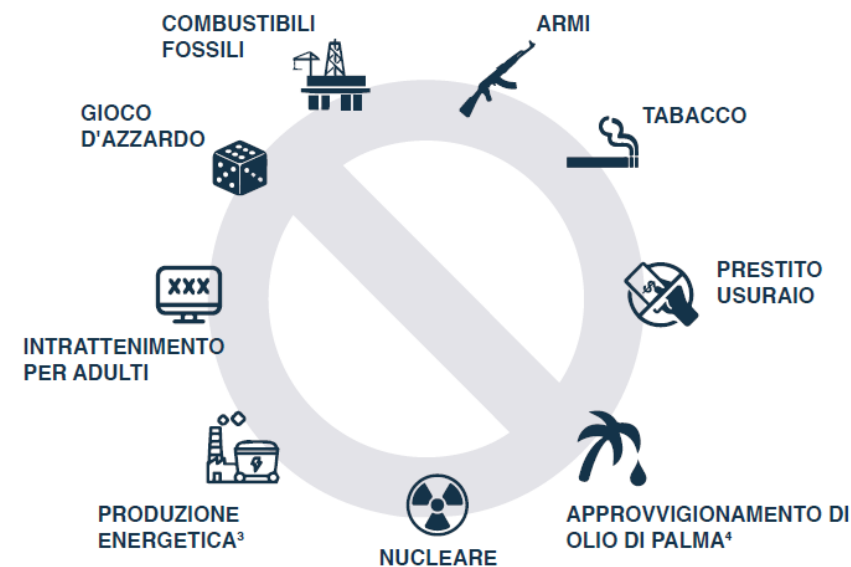 COMBUSTIBILI
FOSSILI
ARMI
GIOCO
D'AZZARDO
TABACCO
XXX
$
PRESTITO
USURAIO
INTRATTENIMENTO
PER ADULTI
PRODUZIONE
ENERGETICA³
NUCLEARE
APPROVVIGIONAMENTO DI
OLIO DI PALMA⁴